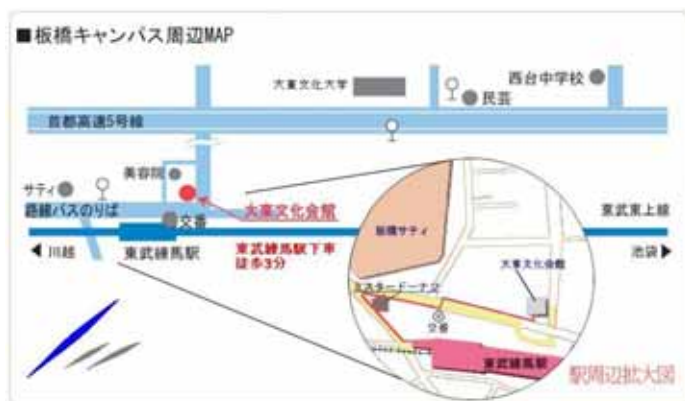 ■板橋キャンパス周辺MAP
大東文化大学
西台中学校
民芸
首都高速5号線
美容院
サティ
路線バスのりば
大東文化会館
交番
東武東上線
◀川越
東武練馬駅
東武練馬駅下車
徒歩3分
池袋▶
板橋サティ
大東文化会館
ミスタードーナツ
交番
東武練馬駅
駅周辺拡大図